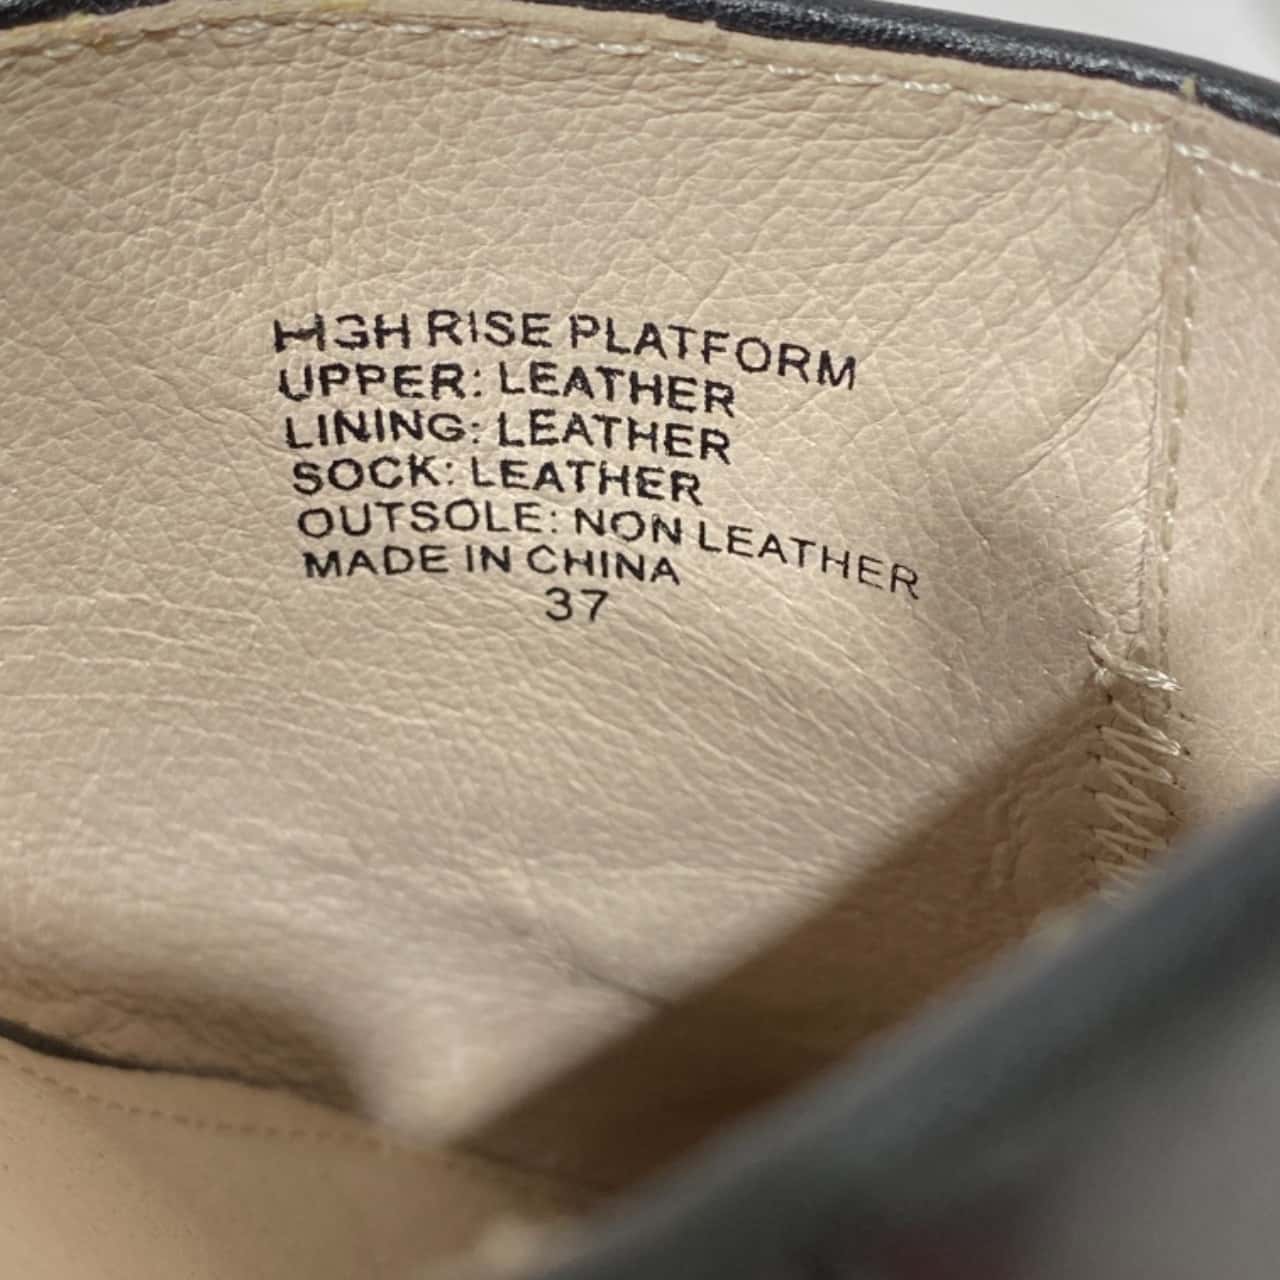 HIGH RISE PLATFORM
UPPER: LEATHER
LINING: LEATHER
SOCK: LEATHER
OUTSOLE: NON LEATHER
MADE IN CHINA
37